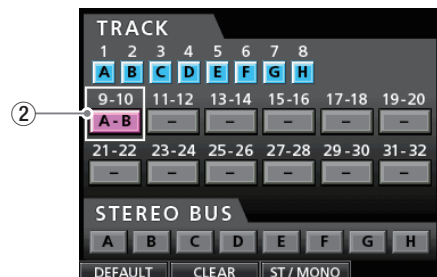 TRACK
1 2 3 4 5 6 7 8
A B C D E F G H
9-10 11-12 13-14 15-16 17-18 19-20
② A-B – – – – –
21-22 23-24 25-26 27-28 29-30 31-32
– – – – – –
STEREO BUS
A B C D E F G H
DEFAULT CLEAR ST/MONO